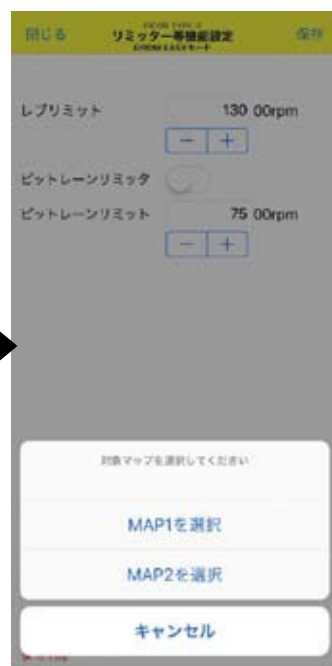 閉じる
リミッター等機能設定
保存
レブリミット 130 00rpm
− +
ピットレーンリミッタ
ピットレーンリミット 75 00rpm
− +
対象マップを選択してください
MAP1を選択
MAP2を選択
キャンセル